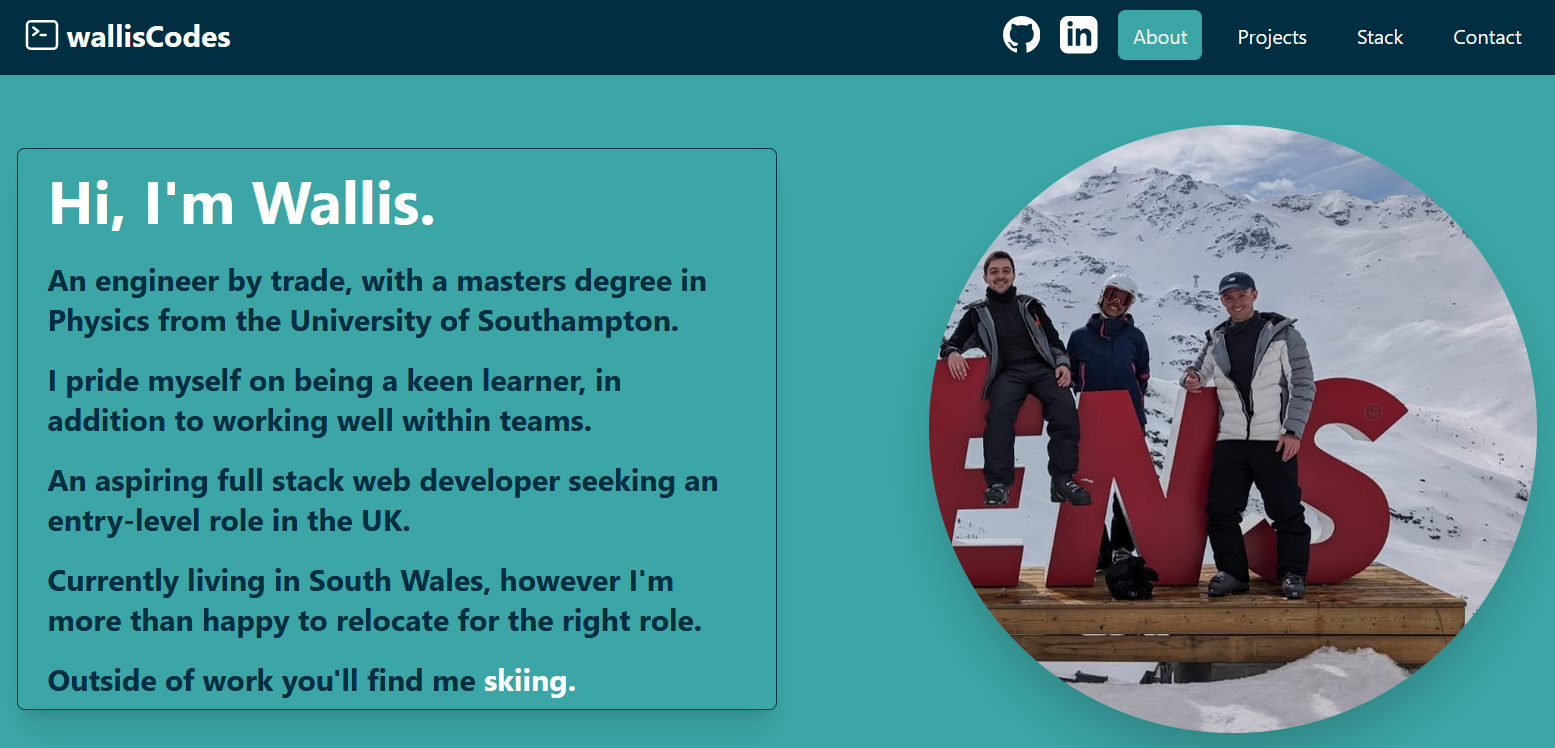 wallisCodes
About Projects Stack Contact
Hi, I'm Wallis.
An engineer by trade, with a masters degree in
Physics from the University of Southampton.
I pride myself on being a keen learner, in
addition to working well within teams.
An aspiring full stack web developer seeking an
entry-level role in the UK.
Currently living in South Wales, however I'm
more than happy to relocate for the right role.
Outside of work you'll find me skiing.
in
ENS